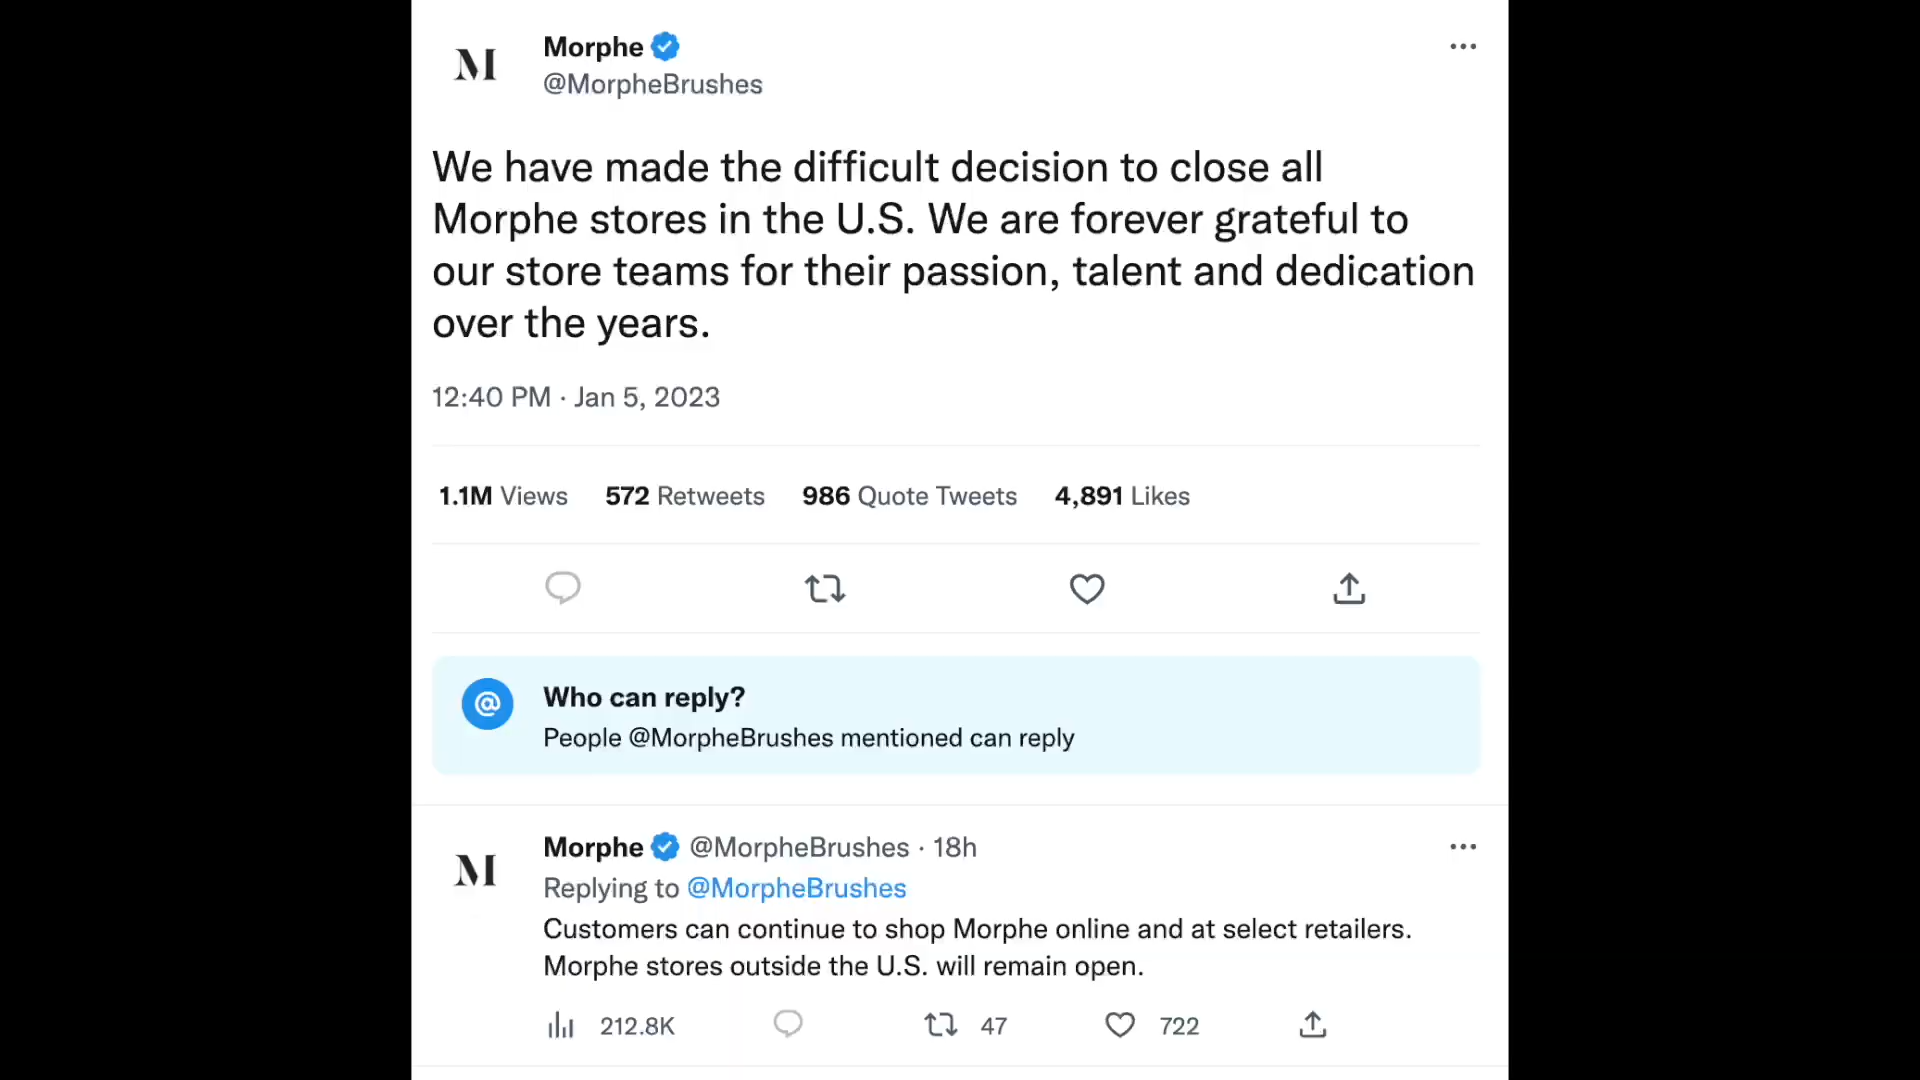 M
Morphe
@MorpheBrushes
We have made the difficult decision to close all
Morphe stores in the U.S. We are forever grateful to
our store teams for their passion, talent and dedication
over the years.
12:40 PM · Jan 5, 2023
1.1M Views 572 Retweets 986 Quote Tweets 4,891 Likes
@
Who can reply?
People @MorpheBrushes mentioned can reply
M
Morphe @MorpheBrushes · 18h
Replying to @MorpheBrushes
Customers can continue to shop Morphe online and at select retailers.
Morphe stores outside the U.S. will remain open.
212.8K 47 722